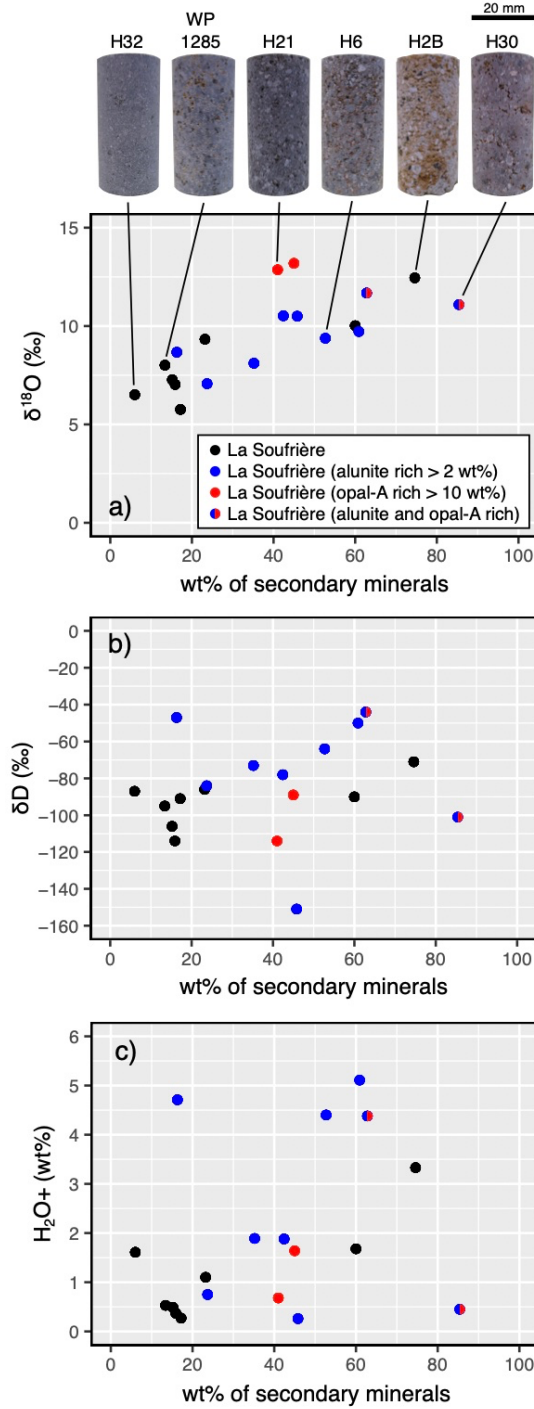 20 mm
WP
H32 1285 H21 H6 H2B H30
15
10
5
0
δ¹⁸O (‰)
La Soufrière
La Soufrière (alunite rich > 2 wt%)
La Soufrière (opal-A rich > 10 wt%)
La Soufrière (alunite and opal-A rich)
a)
0 20 40 60 80 100
wt% of secondary minerals
b)
0
−20
−40
−60
−80
−100
−120
−140
−160
δD (‰)
0 20 40 60 80 100
wt% of secondary minerals
c)
6
5
4
3
2
1
0
H₂O+ (wt%)
0 20 40 60 80 100
wt% of secondary minerals